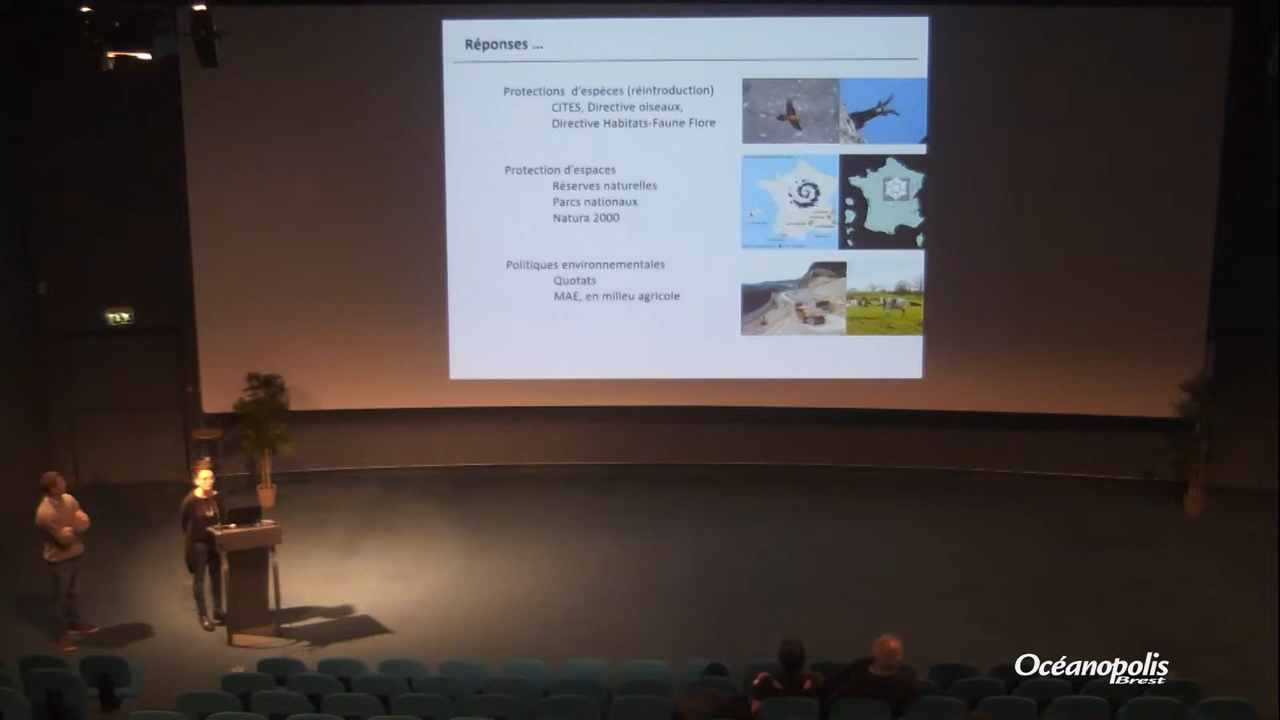 Réponses ...
Protections d'espèces (réintroduction)
CITES, Directive oiseaux,
Directive Habitats-Faune Flore
Protection d'espaces
Réserves naturelles
Parcs nationaux
Natura 2000
Politiques environnementales
Quotats
MAE, en milieu agricole
Océanopolis
Brest